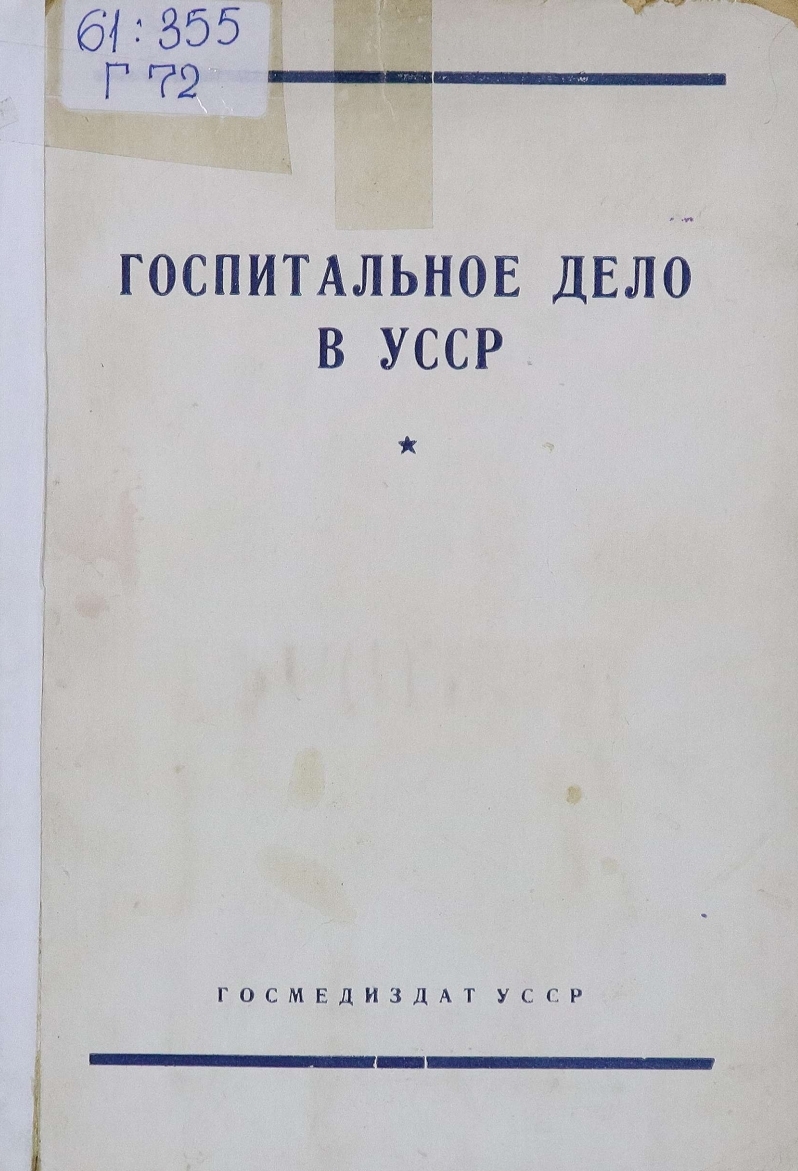 61:355
Г 72
ГОСПИТАЛЬНОЕ ДЕЛО
В УССР
ГОСМЕДИЗДАТ УССР